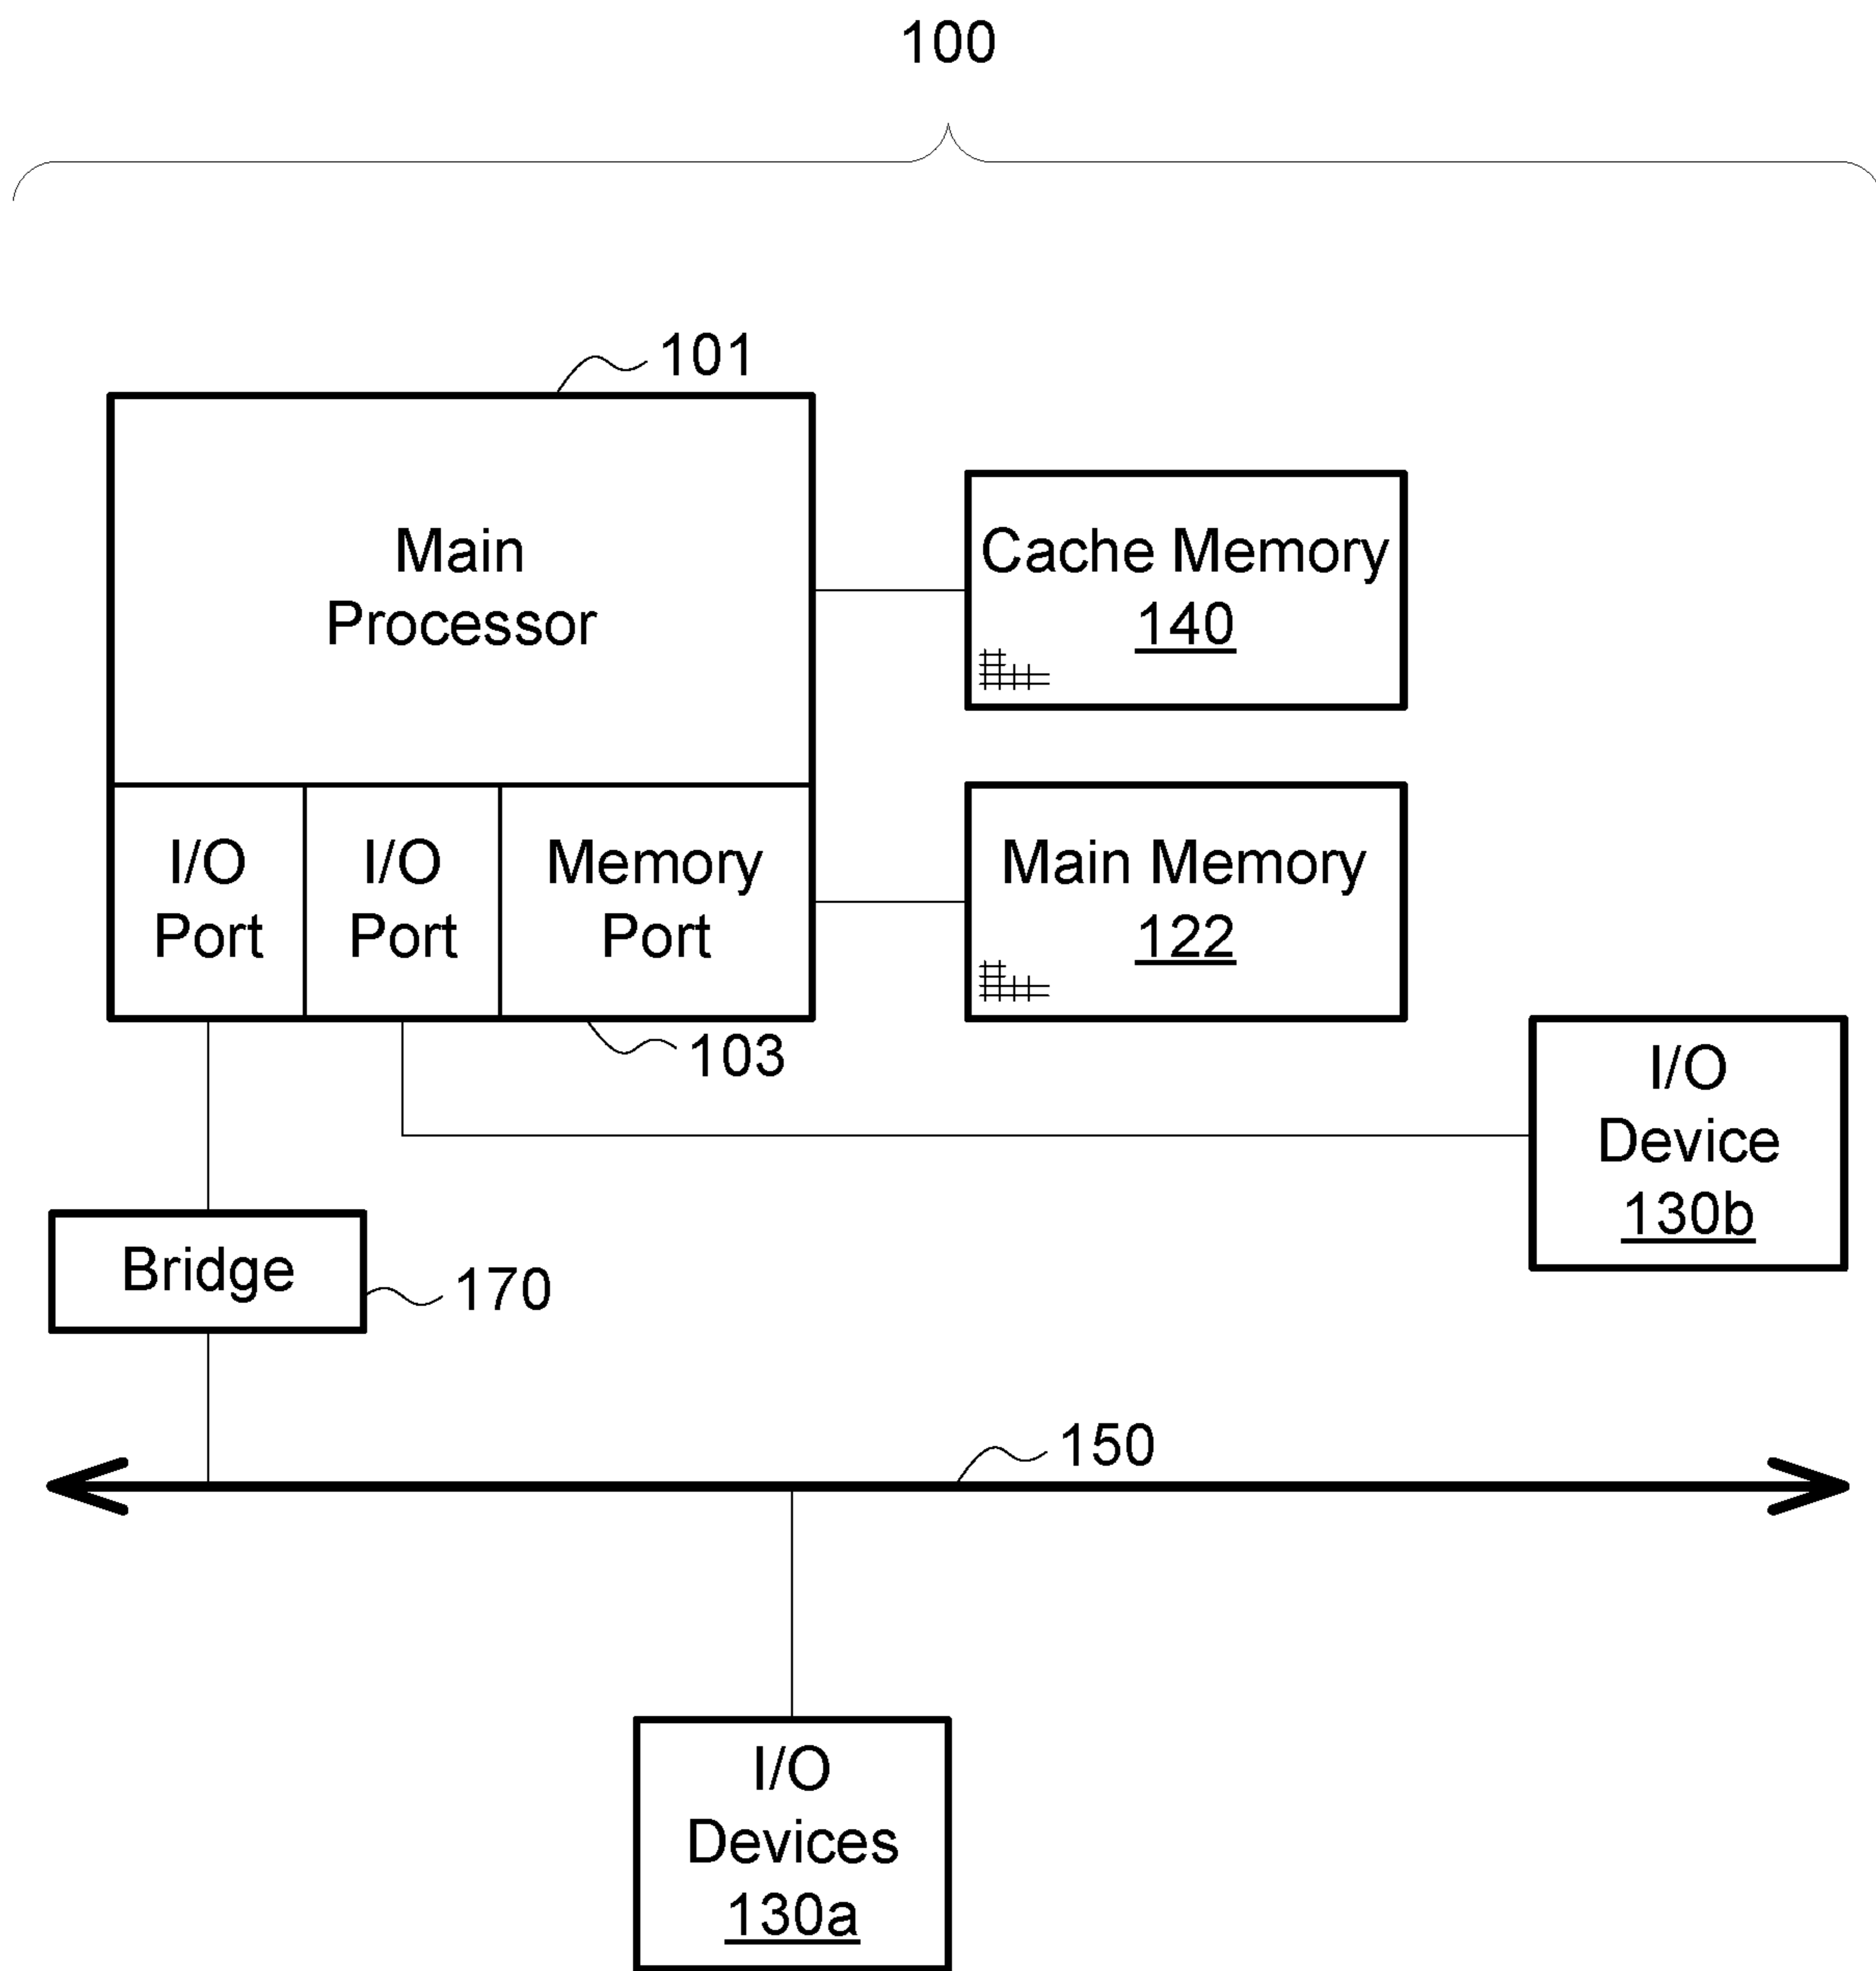 100
101
Main
Processor
Cache Memory
140
I/O
Port
I/O
Port
Memory
Port
Main Memory
122
103
I/O
Device
130b
Bridge
170
150
I/O
Devices
130a